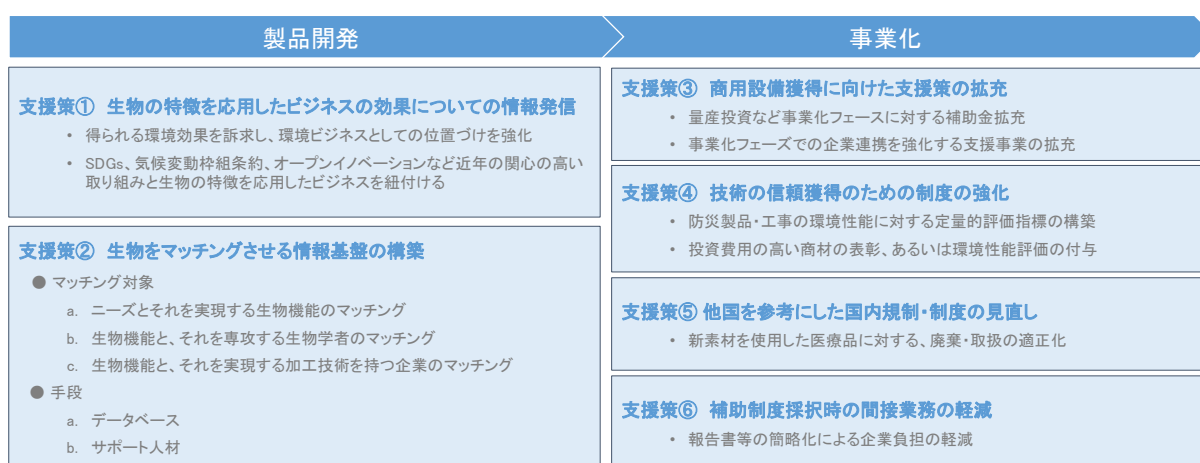 製品開発
事業化
支援策① 生物の特徴を応用したビジネスの効果についての情報発信
• 得られる環境効果を訴求し、環境ビジネスとしての位置づけを強化
• SDGs、気候変動枠組条約、オープンイノベーションなど近年の関心の高い
取り組みと生物の特徴を応用したビジネスを紐付ける
支援策② 生物をマッチングさせる情報基盤の構築
● マッチング対象
a. ニーズとそれを実現する生物機能のマッチング
b. 生物機能と、それを専攻する生物学者のマッチング
c. 生物機能と、それを実現する加工技術を持つ企業のマッチング
● 手段
a. データベース
b. サポート人材
支援策③ 商用設備獲得に向けた支援策の拡充
• 量産投資など事業化フェースに対する補助金拡充
• 事業化フェーズでの企業連携を強化する支援事業の拡充
支援策④ 技術の信頼獲得のための制度の強化
• 防災製品・工事の環境性能に対する定量的評価指標の構築
• 投資費用の高い商材の表彰、あるいは環境性能評価の付与
支援策⑤ 他国を参考にした国内規制・制度の見直し
• 新素材を使用した医療品に対する、廃棄・取扱の適正化
支援策⑥ 補助制度採択時の間接業務の軽減
• 報告書等の簡略化による企業負担の軽減